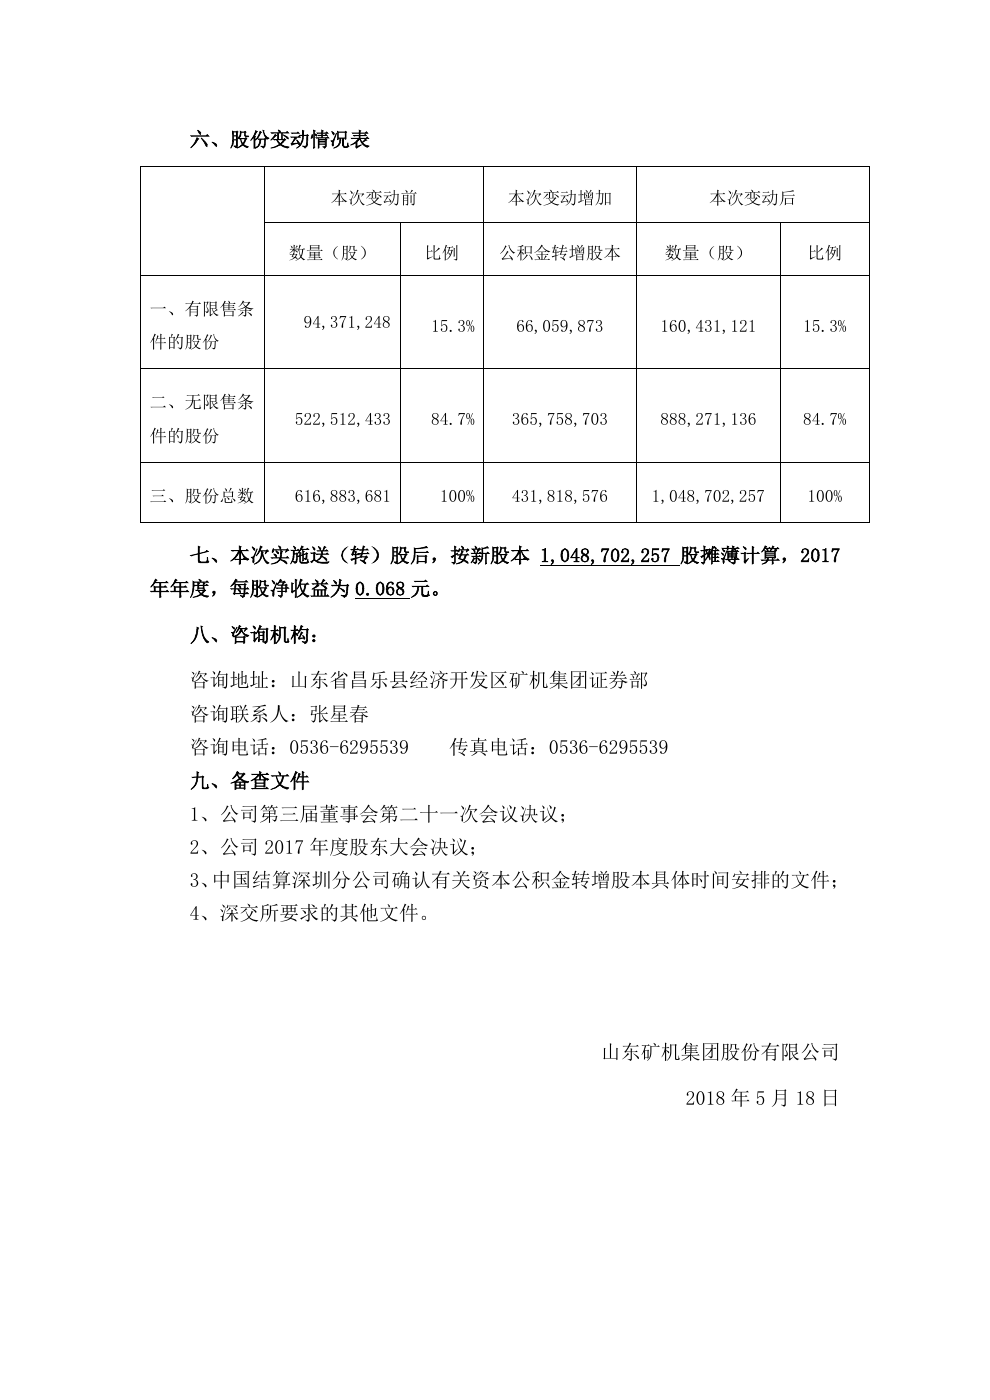 六、股份变动情况表
本次变动前 本次变动增加 本次变动后
数量（股） 比例 公积金转增股本 数量（股） 比例
一、有限售条
件的股份
94,371,248 15.3% 66,059,873 160,431,121 15.3%
二、无限售条
件的股份
522,512,433 84.7% 365,758,703 888,271,136 84.7%
三、股份总数 616,883,681 100% 431,818,576 1,048,702,257 100%
七、本次实施送（转）股后，按新股本 1,048,702,257 股摊薄计算，2017
年年度，每股净收益为 0.068 元。
八、咨询机构：
咨询地址：山东省昌乐县经济开发区矿机集团证券部
咨询联系人：张星春
咨询电话：0536-6295539 传真电话：0536-6295539
九、备查文件
1、公司第三届董事会第二十一次会议决议；
2、公司 2017 年度股东大会决议；
3、中国结算深圳分公司确认有关资本公积金转增股本具体时间安排的文件；
4、深交所要求的其他文件。
山东矿机集团股份有限公司
2018 年 5 月 18 日